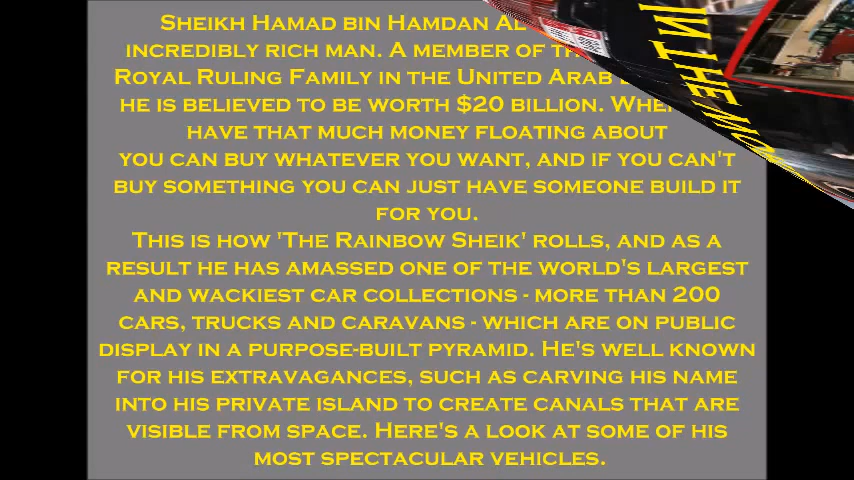 Sheikh Hamad bin Hamdan Al
incredibly rich man. A member of
Royal Ruling Family in the United Arab
he is believed to be worth $20 billion.
have that much money floating about
you can buy whatever you want, and if you can't
buy something you can just have someone build it
for you.
This is how 'The Rainbow Sheik' rolls, and as a
result he has amassed one of the world's largest
and wackiest car collections - more than 200
cars, trucks and caravans - which are on public
display in a purpose-built pyramid. He's well known
for his extravagances, such as carving his name
into his private island to create canals that are
visible from space. Here's a look at some of his
most spectacular vehicles.
IN THE